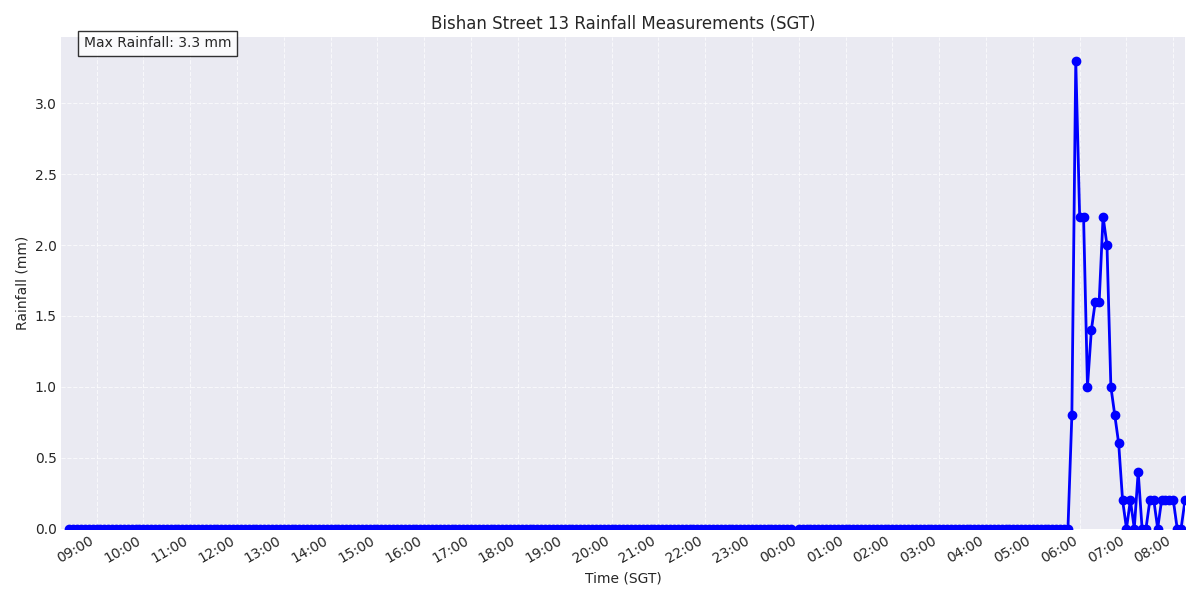 Bishan Street 13 Rainfall Measurements (SGT)
Max Rainfall: 3.3 mm
Rainfall (mm)
3.0
2.5
2.0
1.5
1.0
0.5
0.0
09:00 10:00 11:00 12:00 13:00 14:00 15:00 16:00 17:00 18:00 19:00 20:00 21:00 22:00 23:00 00:00 01:00 02:00 03:00 04:00 05:00 06:00 07:00 08:00
Time (SGT)